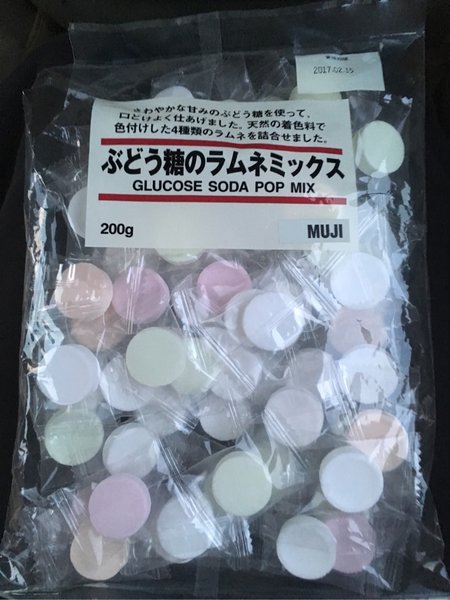 2017.02.15
さわやかな甘みのぶどう糖を使って、
口どけよく仕あげました。天然の着色料で
色付けした4種類のラムネを詰合せました。
ぶどう糖のラムネミックス
GLUCOSE SODA POP MIX
200g
MUJI